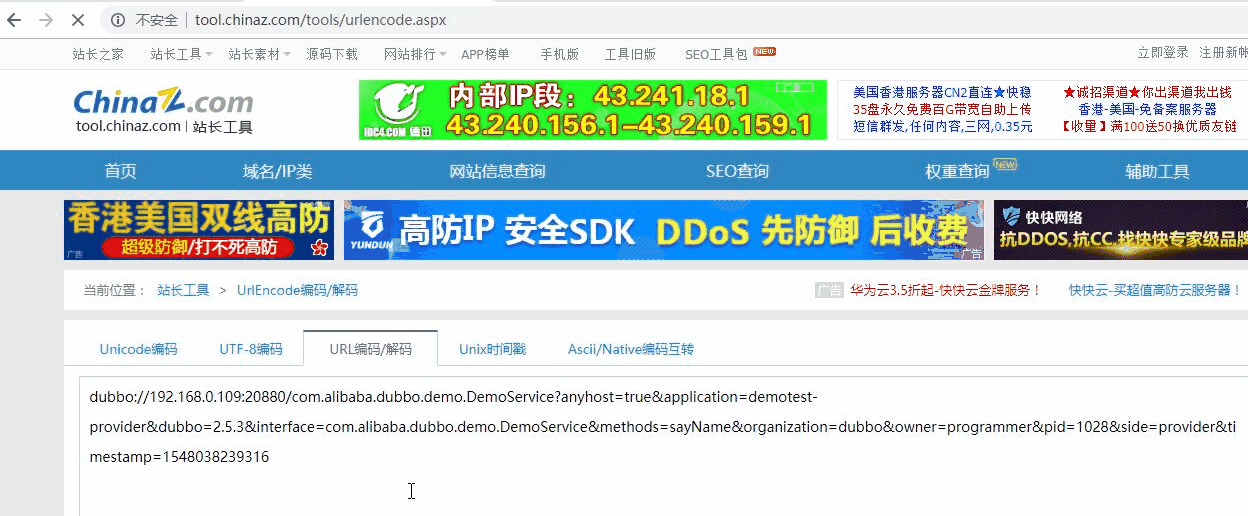 不安全 | tool.chinaz.com/tools/urlencode.aspx
站长之家 站长工具 站长素材 源码下载 网站排行 APP榜单 手机版 工具旧版 SEO工具包 NEW 立即登录 注册新帐
ChinaZ.com
tool.chinaz.com | 站长工具
IDC4.COM
内部IP段：43.241.18.1
43.240.156.1-43.240.159.1
美国香港服务器CN2直连★快稳
35盘永久免费百G带宽自助上传
短信群发,任何内容,三网,0.35元
★诚招渠道★你出渠道我出钱
香港-美国-免备案服务器
【收量】满100送50换优质友链
首页 域名/IP类 网站信息查询 SEO查询 权重查询 NEW 辅助工具
香港美国双线高防
超级防御/打不死高防
广告
YUNDUN
高防IP 安全SDK DDoS 先防御 后收费
广告
快快网络
抗DDOS,抗CC,找快快专家级品牌
当前位置： 站长工具 > UrlEncode编码/解码
广告 华为云3.5折起-快快云金牌服务！ 快快云-买超值高防云服务器！
Unicode编码 UTF-8编码 URL编码/解码 Unix时间戳 Ascii/Native编码互转
dubbo://192.168.0.109:20880/com.alibaba.dubbo.demo.DemoService?anyhost=true&application=demotest-
provider&dubbo=2.5.3&interface=com.alibaba.dubbo.demo.DemoService&methods=sayName&organization=dubbo&owner=programmer&pid=1028&side=provider&ti
mestamp=1548038239316